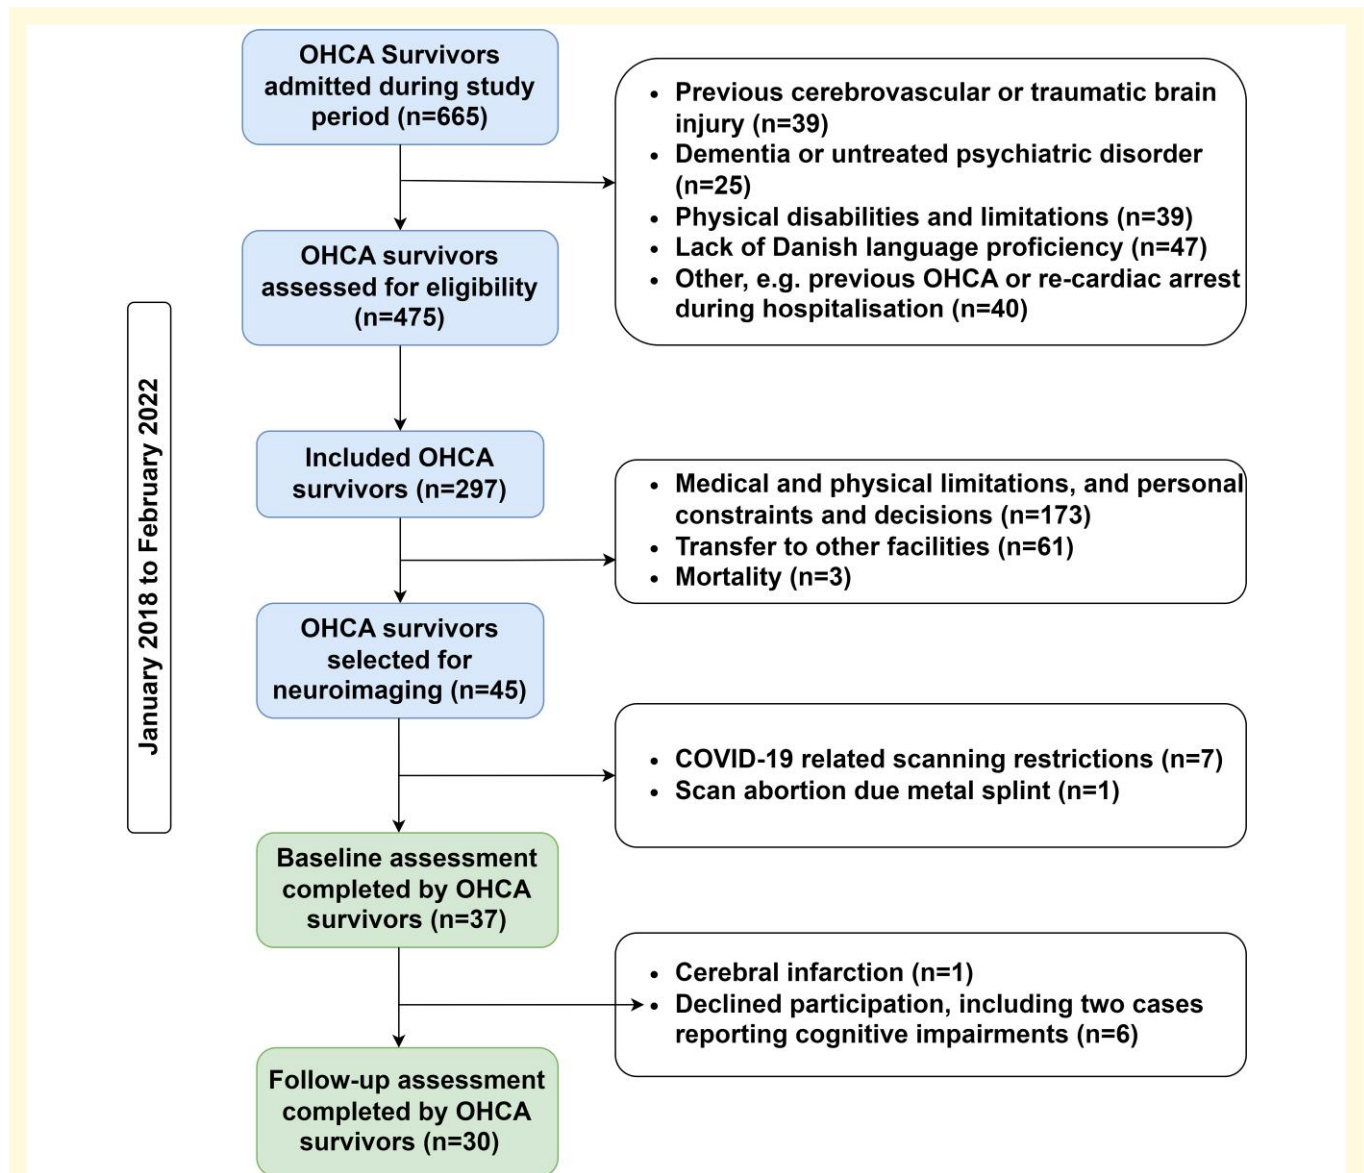 OHCA Survivors
admitted during study
period (n=665)
• Previous cerebrovascular or traumatic brain
injury (n=39)
• Dementia or untreated psychiatric disorder
(n=25)
• Physical disabilities and limitations (n=39)
• Lack of Danish language proficiency (n=47)
• Other, e.g. previous OHCA or re-cardiac arrest
during hospitalisation (n=40)
OHCA survivors
assessed for eligibility
(n=475)
January 2018 to February 2022
Included OHCA
survivors (n=297)
• Medical and physical limitations, and personal
constraints and decisions (n=173)
• Transfer to other facilities (n=61)
• Mortality (n=3)
OHCA survivors
selected for
neuroimaging (n=45)
• COVID-19 related scanning restrictions (n=7)
• Scan abortion due metal splint (n=1)
Baseline assessment
completed by OHCA
survivors (n=37)
• Cerebral infarction (n=1)
• Declined participation, including two cases
reporting cognitive impairments (n=6)
Follow-up assessment
completed by OHCA
survivors (n=30)